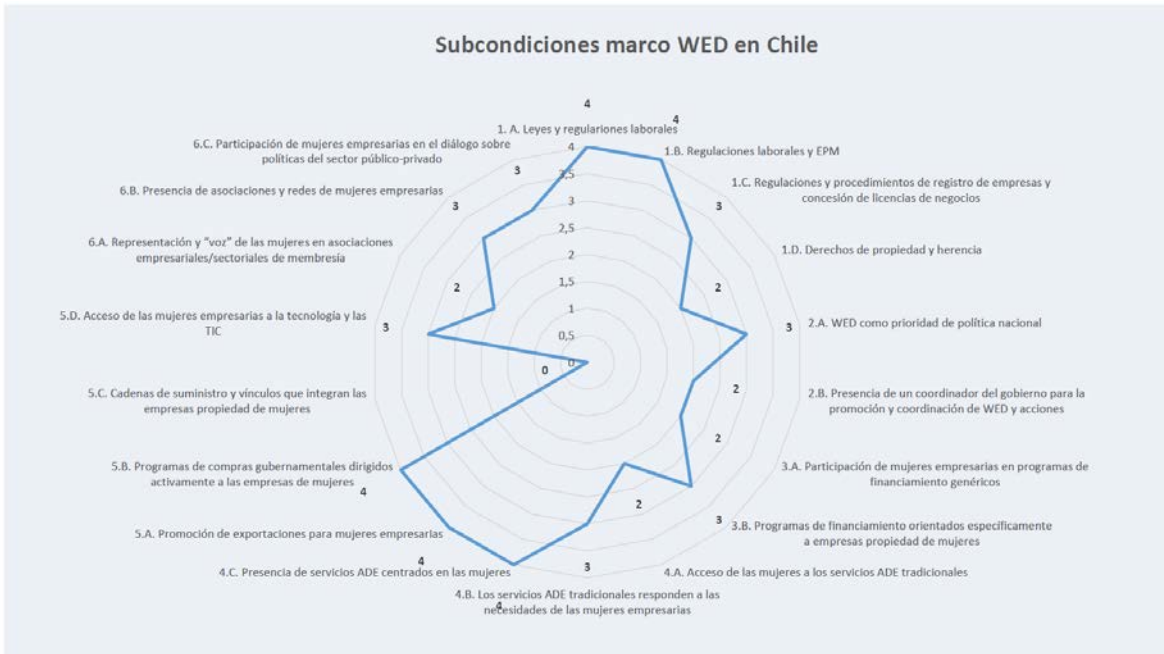 Subcondiciones marco WED en Chile
4
1. A. Leyes y regulariones laborales
4
1.B. Regulaciones laborales y EPM
3
1.C. Regulaciones y procedimientos de registro de empresas y
concesión de licencias de negocios
2
1.D. Derechos de propiedad y herencia
3
2.A. WED como prioridad de política nacional
2
2.B. Presencia de un coordinador del gobierno para la
promoción y coordinación de WED y acciones
2
3.A. Participación de mujeres empresarias en programas de
financiamiento genéricos
3
3.B. Programas de financiamiento orientados específicamente
a empresas propiedad de mujeres
2
4.A. Acceso de las mujeres a los servicios ADE tradicionales
3
4.B. Los servicios ADE tradicionales responden a las
necesidades de las mujeres empresarias
4
4.C. Presencia de servicios ADE centrados en las mujeres
4
5.A. Promoción de exportaciones para mujeres empresarias
4
5.B. Programas de compras gubernamentales dirigidos
activamente a las empresas de mujeres
0
5.C. Cadenas de suministro y vínculos que integran las
empresas propiedad de mujeres
3
5.D. Acceso de las mujeres empresarias a la tecnología y las
TIC
2
6.A. Representación y "voz" de las mujeres en asociaciones
empresariales/sectoriales de membresía
3
6.B. Presencia de asociaciones y redes de mujeres empresarias
3
6.C. Participación de mujeres empresarias en el diálogo sobre
políticas del sector público-privado
4
3,5
3
2,5
2
1,5
1
0,5
0